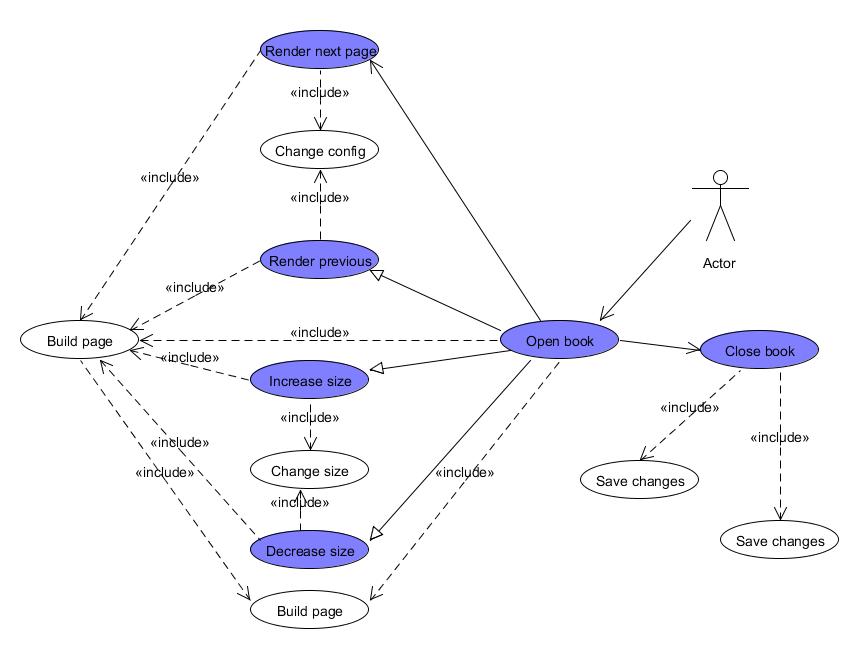 Render next page
«include»
Change config
«include»
«include»
Render previous
Actor
«include»
«include»
Build page
Open book
Close book
«include»
Increase size
«include»
«include»
«include»
«include»
Change size
«include»
«include»
Save changes
«include»
Decrease size
Save changes
Build page